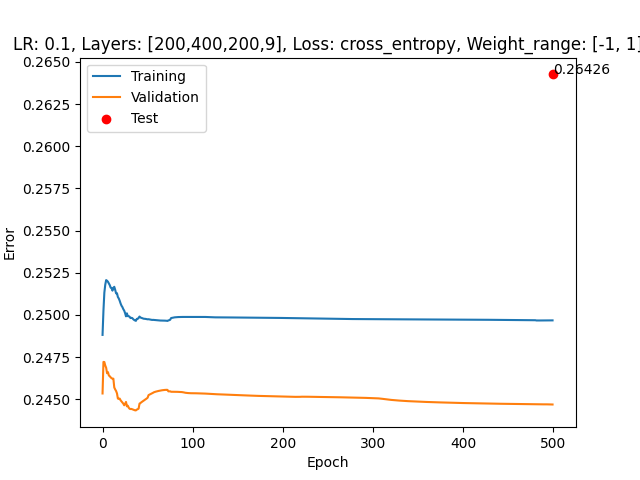 LR: 0.1, Layers: [200,400,200,9], Loss: cross_entropy, Weight_range: [-1, 1]
0.2650
0.26426
Training
Validation
Test
0.2625
0.2600
0.2575
0.2550
0.2525
0.2500
0.2475
0.2450
Error
0 100 200 300 400 500
Epoch